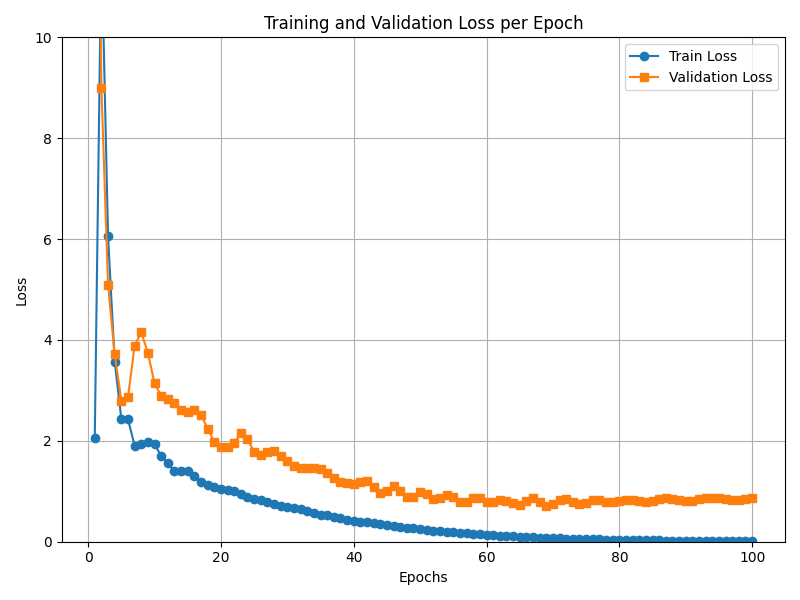 Training and Validation Loss per Epoch
Train Loss
Validation Loss
10
8
6
4
2
0
Loss
0 20 40 60 80 100
Epochs